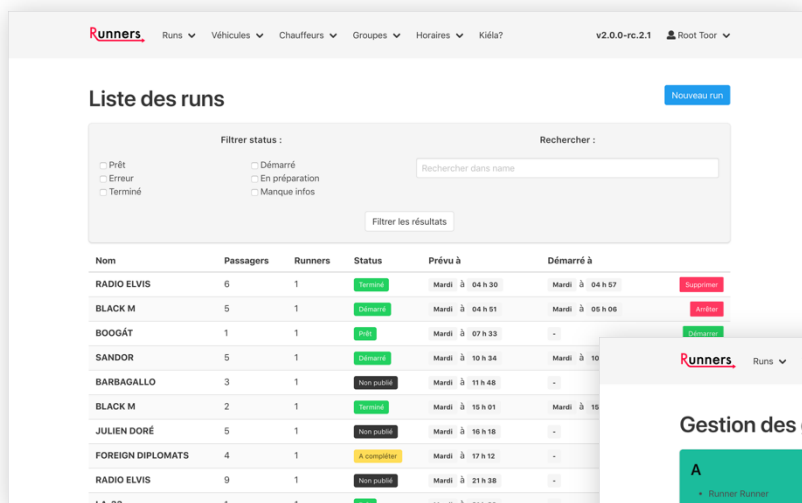 Runners Runs Véhicules Chauffeurs Groupes Horaires Kiéla? v2.0.0-rc.2.1 Root Toor
Liste des runs Nouveau run
Filtrer status : Rechercher :
Prêt Démarré Rechercher dans name
Erreur En préparation
Terminé Manque infos
Filtrer les résultats
Nom Passagers Runners Status Prévu à Démarré à
RADIO ELVIS 6 1 Terminé Mardi à 04 h 30 Mardi à 04 h 57 Supprimer
BLACK M 5 1 Démarré Mardi à 04 h 51 Mardi à 05 h 06 Arrêter
BOOGÁT 1 1 Prêt Mardi à 07 h 33 - Démarrer
SANDOR 5 1 Démarré Mardi à 10 h 34 Mardi à 10
BARBAGALLO 3 1 Non publié Mardi à 11 h 48 -
BLACK M 2 1 Terminé Mardi à 15 h 01 Mardi à 15
JULIEN DORÉ 5 1 Non publié Mardi à 16 h 18 -
FOREIGN DIPLOMATS 4 1 A compléter Mardi à 17 h 12 -
RADIO ELVIS 9 1 Non publié Mardi à 21 h 38 -
Runners Runs
Gestion des
A
Runner Runner